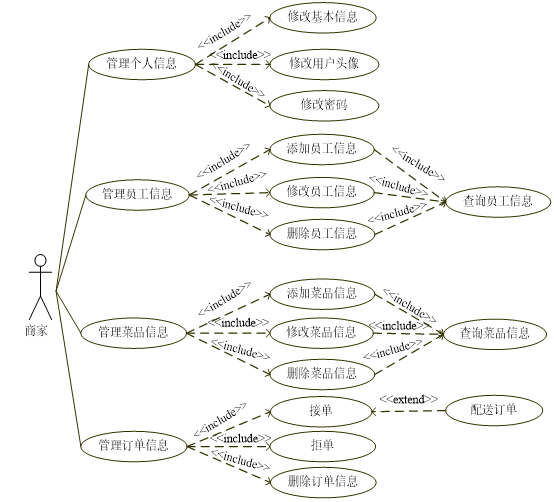 <<include>>
修改基本信息
管理个人信息
<<include>>
修改用户头像
<<include>>
修改密码
<<include>>
添加员工信息
<<include>>
管理员工信息
<<include>>
修改员工信息
<<include>>
查询员工信息
<<include>>
删除员工信息
<<include>>
商家
<<include>>
添加菜品信息
<<include>>
管理菜品信息
<<include>>
修改菜品信息
<<include>>
查询菜品信息
<<include>>
删除菜品信息
<<include>>
<<include>>
接单
<<extend>>
配送订单
管理订单信息
<<include>>
拒单
<<include>>
删除订单信息